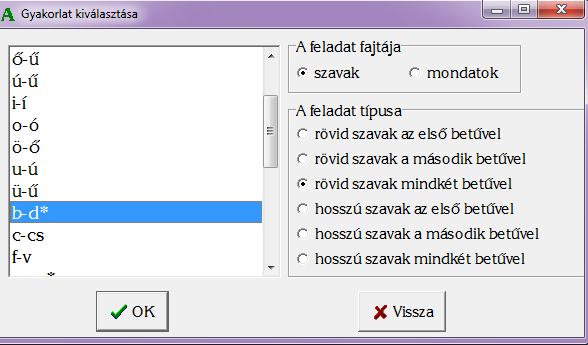 A Gyakorlat kiválasztása
ő-ű
ú-ű
i-í
o-ó
ö-ő
u-ú
ü-ű
b-d*
c-cs
f-v
A feladat fajtája
szavak
mondatok
A feladat típusa
rövid szavak az első betűvel
rövid szavak a második betűvel
rövid szavak mindkét betűvel
hosszú szavak az első betűvel
hosszú szavak a második betűvel
hosszú szavak mindkét betűvel
OK
Vissza